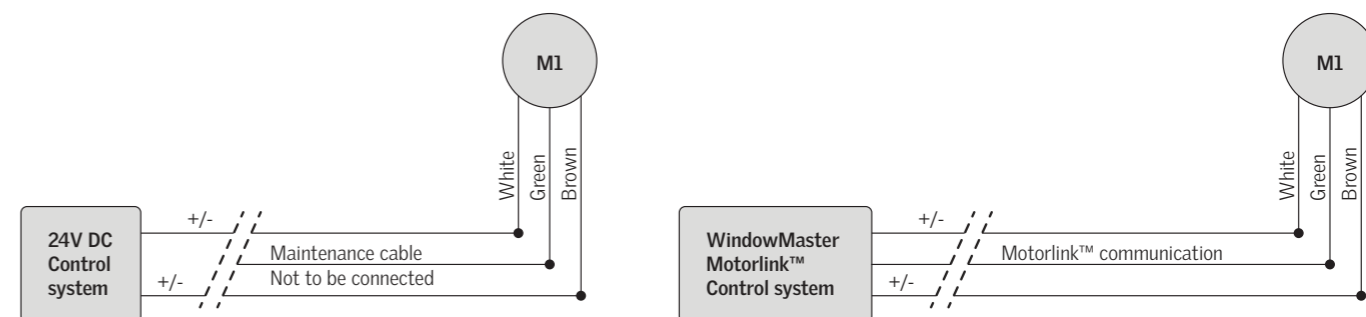 M1
White
Green
Brown
+/-
24V DC
Control
system
Maintenance cable
Not to be connected
+/-
M1
White
Green
Brown
+/-
WindowMaster
Motorlink™
Control system
Motorlink™ communication
+/-